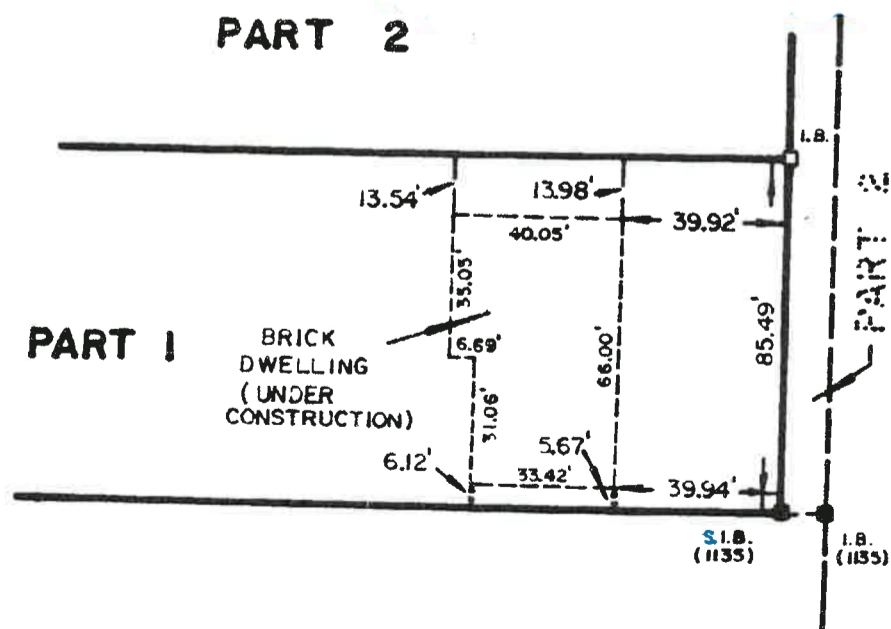 PART 2
I.B.
13.54'
13.98'
40.05'
39.92'
35.03'
PART 1
BRICK
DWELLING
(UNDER
CONSTRUCTION)
6.69'
66.00'
85.49'
PART
31.06'
6.12'
5.67'
33.42'
39.94'
S.I.B.
(1135)
I.B.
(1135)